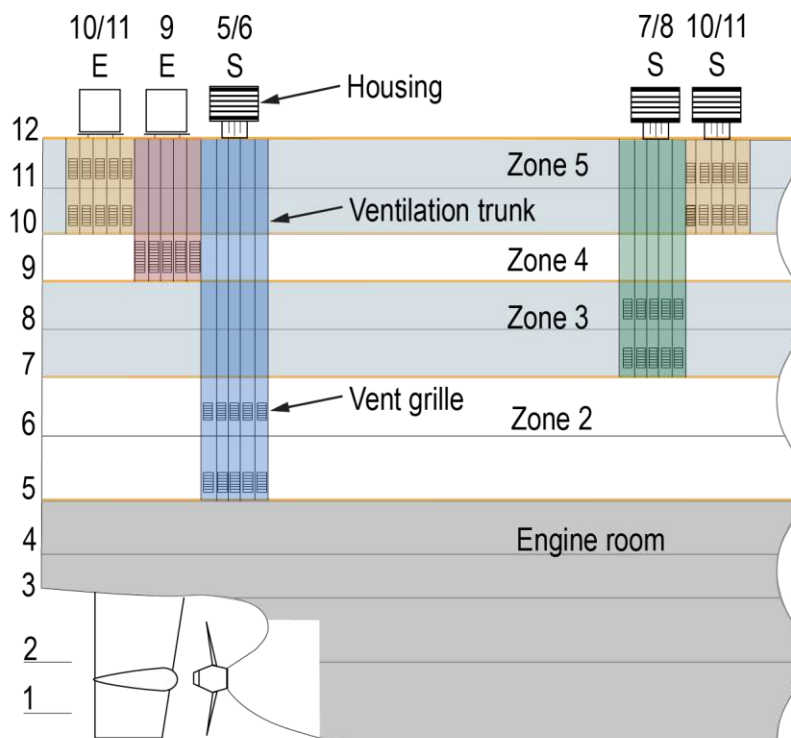 10/11 9 5/6 7/8 10/11
E E S S S
Housing
12
Zone 5
11
Ventilation trunk
10
Zone 4
9
Zone 3
8
7
Vent grille
Zone 2
6
5
Engine room
4
3
2
1